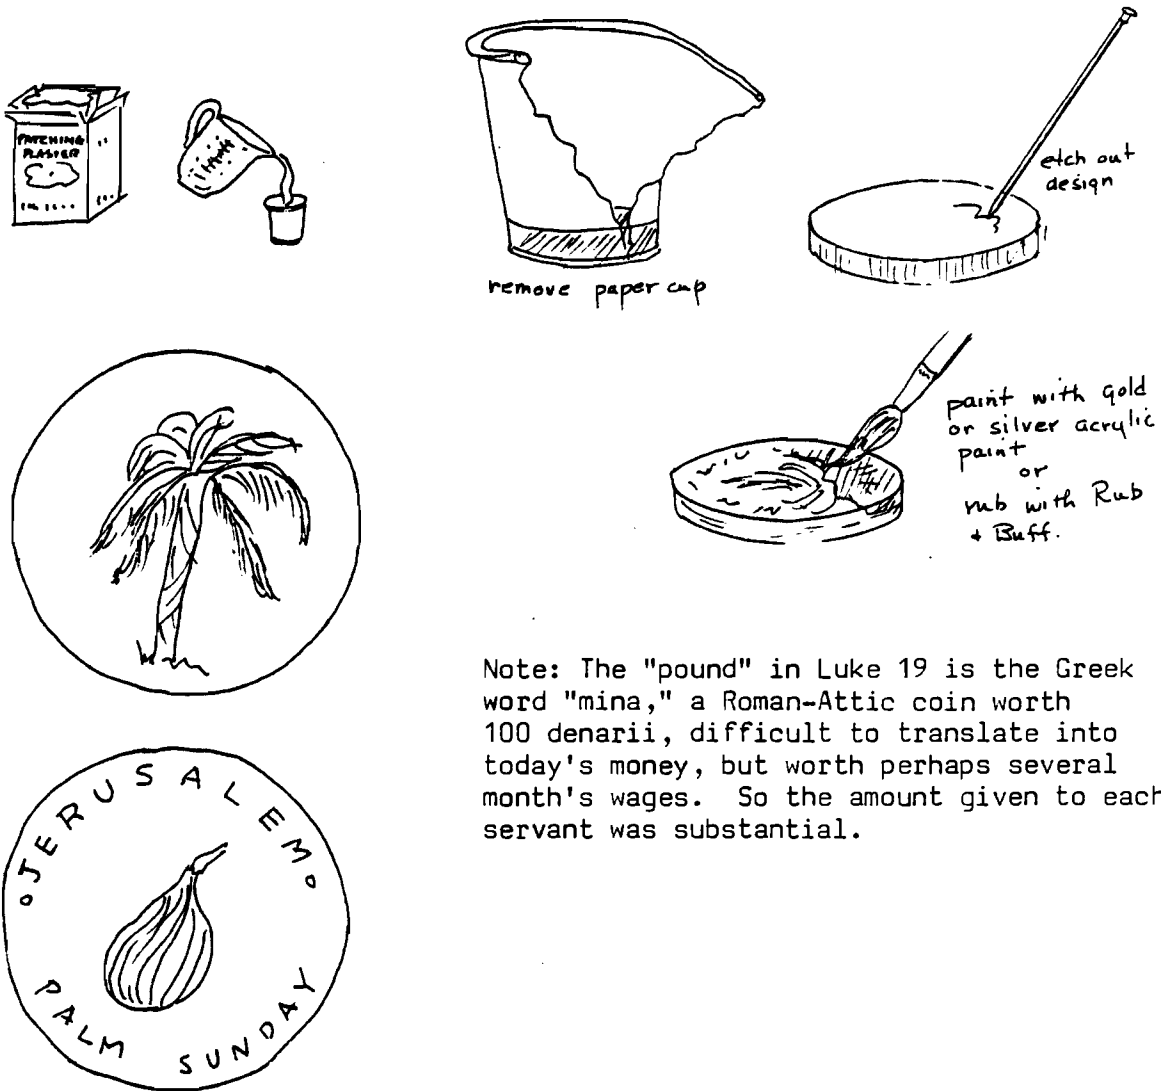 PATCHING
PLASTER
remove paper cup
etch out
design
paint with gold
or silver acrylic
paint
or
rub with Rub
+ Buff.
JERUSALEM
PALM SUNDAY
Note: The "pound" in Luke 19 is the Greek
word "mina," a Roman-Attic coin worth
100 denarii, difficult to translate into
today's money, but worth perhaps several
month's wages. So the amount given to each
servant was substantial.